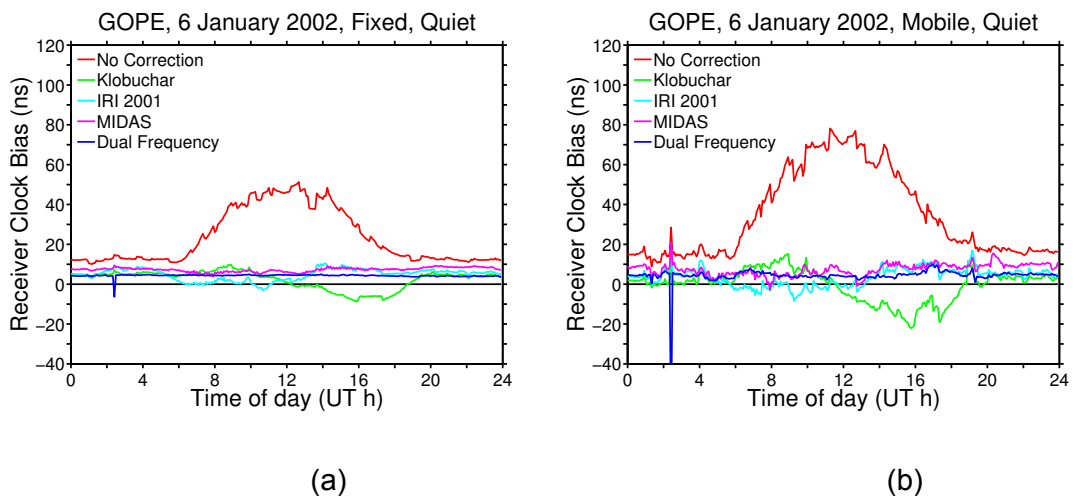 GOPE, 6 January 2002, Fixed, Quiet
120
100
80
60
40
20
0
−20
−40
Receiver Clock Bias (ns)
No Correction
Klobuchar
IRI 2001
MIDAS
Dual Frequency
0 4 8 12 16 20 24
Time of day (UT h)
(a)
GOPE, 6 January 2002, Mobile, Quiet
120
100
80
60
40
20
0
−20
−40
Receiver Clock Bias (ns)
No Correction
Klobuchar
IRI 2001
MIDAS
Dual Frequency
0 4 8 12 16 20 24
Time of day (UT h)
(b)